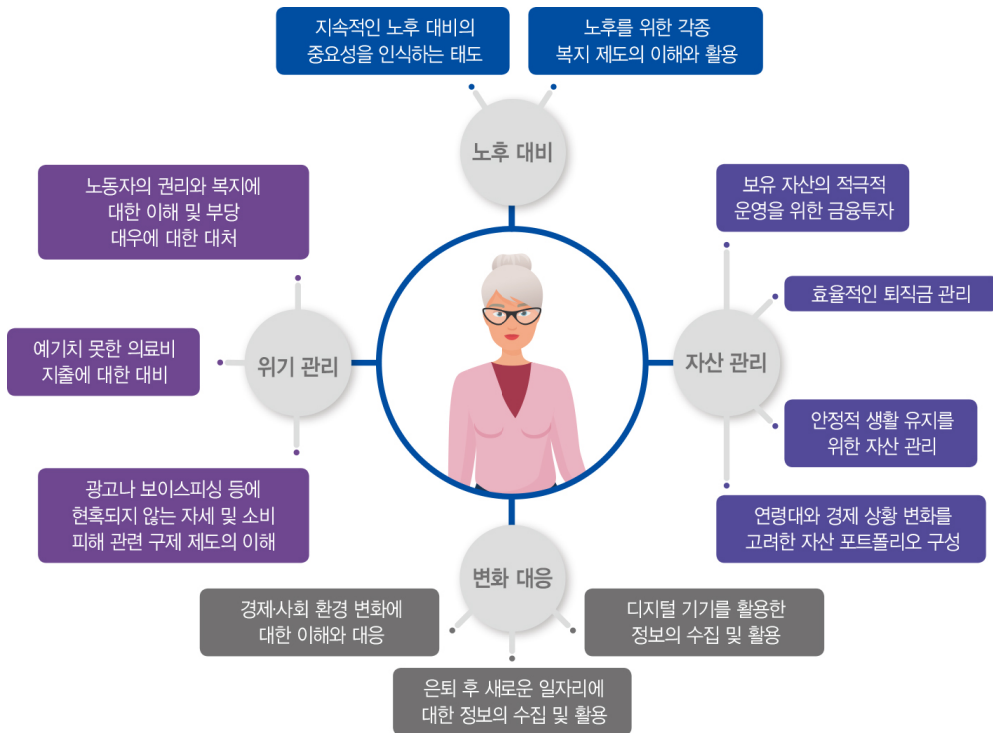 지속적인 노후 대비의
중요성을 인식하는 태도
노후를 위한 각종
복지 제도의 이해와 활용
노후 대비
노동자의 권리와 복지에
대한 이해 및 부당
대우에 대한 대처
예기치 못한 의료비
지출에 대한 대비
광고나 보이스피싱 등에
현혹되지 않는 자세 및 소비
피해 관련 구제 제도의 이해
위기 관리
보유 자산의 적극적
운영을 위한 금융투자
효율적인 퇴직금 관리
안정적 생활 유지를
위한 자산 관리
연령대와 경제 상황 변화를
고려한 자산 포트폴리오 구성
자산 관리
변화 대응
경제·사회 환경 변화에
대한 이해와 대응
은퇴 후 새로운 일자리에
대한 정보의 수집 및 활용
디지털 기기를 활용한
정보의 수집 및 활용